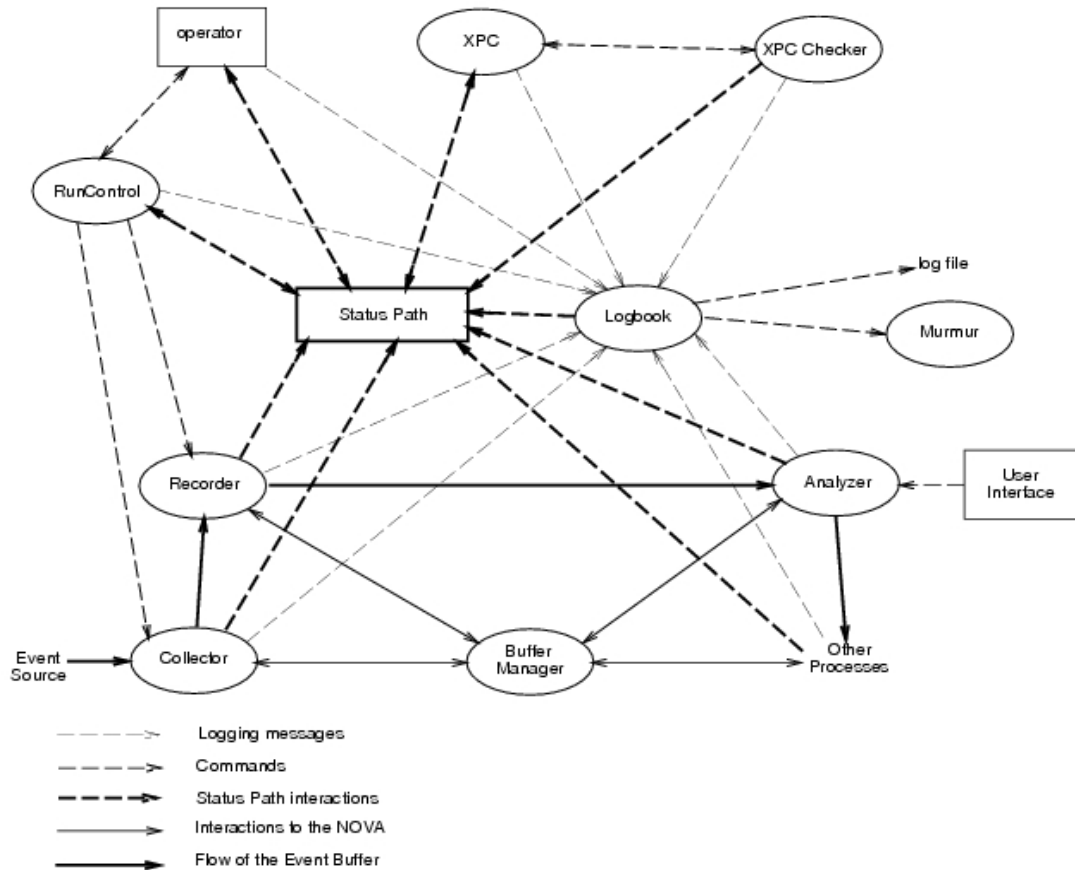 operator
XPC
XPC Checker
RunControl
log file
Status Path
Logbook
Murmur
Recorder
Analyzer
User
Interface
Event
Source
Collector
Buffer
Manager
Other
Processes
Logging messages
Commands
Status Path interactions
Interactions to the NOVA
Flow of the Event Buffer